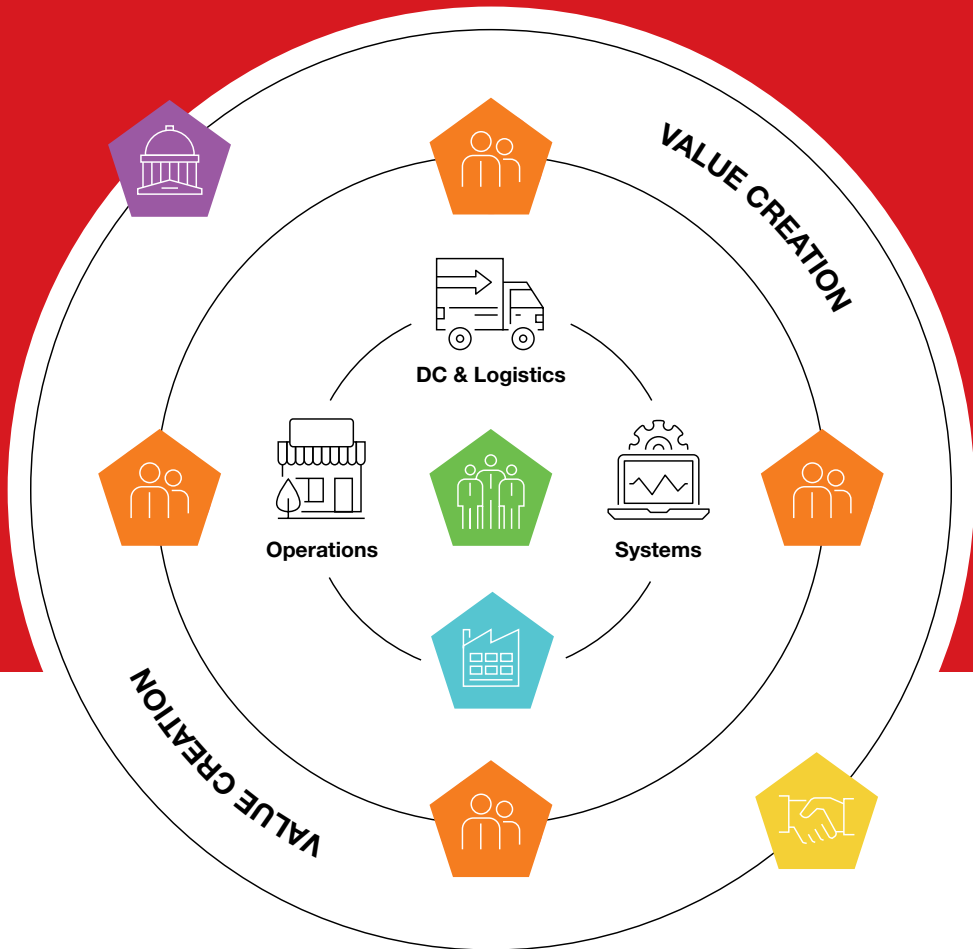 VALUE CREATION
DC & Logistics
Operations
Systems
VALUE CREATION